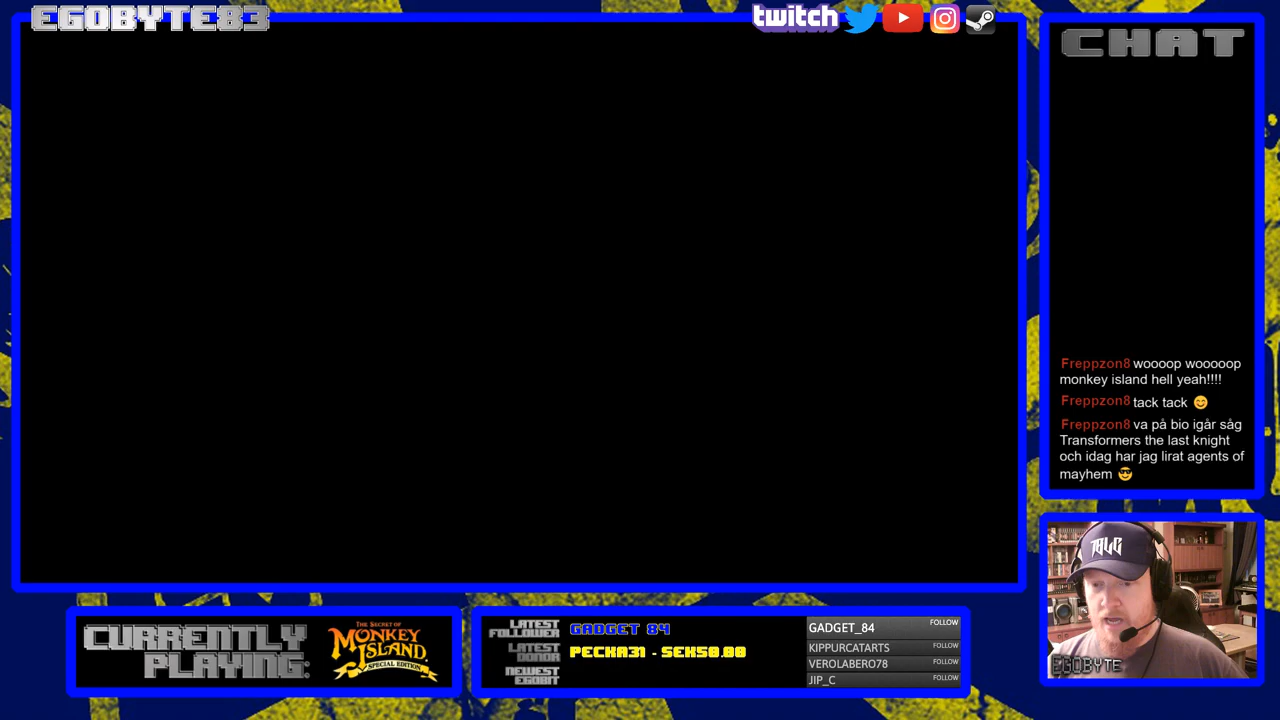 EGOBYTE83
twitch
CHAT
Freppzon8 woooop wooooop
monkey island hell yeah!!!!
Freppzon8 tack tack 😊
Freppzon8 va på bio igår såg
Transformers the last knight
och idag har jag lirat agents of
mayhem 😎
CURRENTLY
PLAYING:
THE SECRET OF
MONKEY
ISLAND
SPECIAL EDITION
LATEST
FOLLOWER
GADGET 84
LATEST
DONOR
PECKA31 - SEK50.00
NEWEST
EGOBIT
GADGET_84 FOLLOW
KIPPURCATARTS FOLLOW
VEROLABERO78 FOLLOW
JIP_C FOLLOW
EGOBYTE